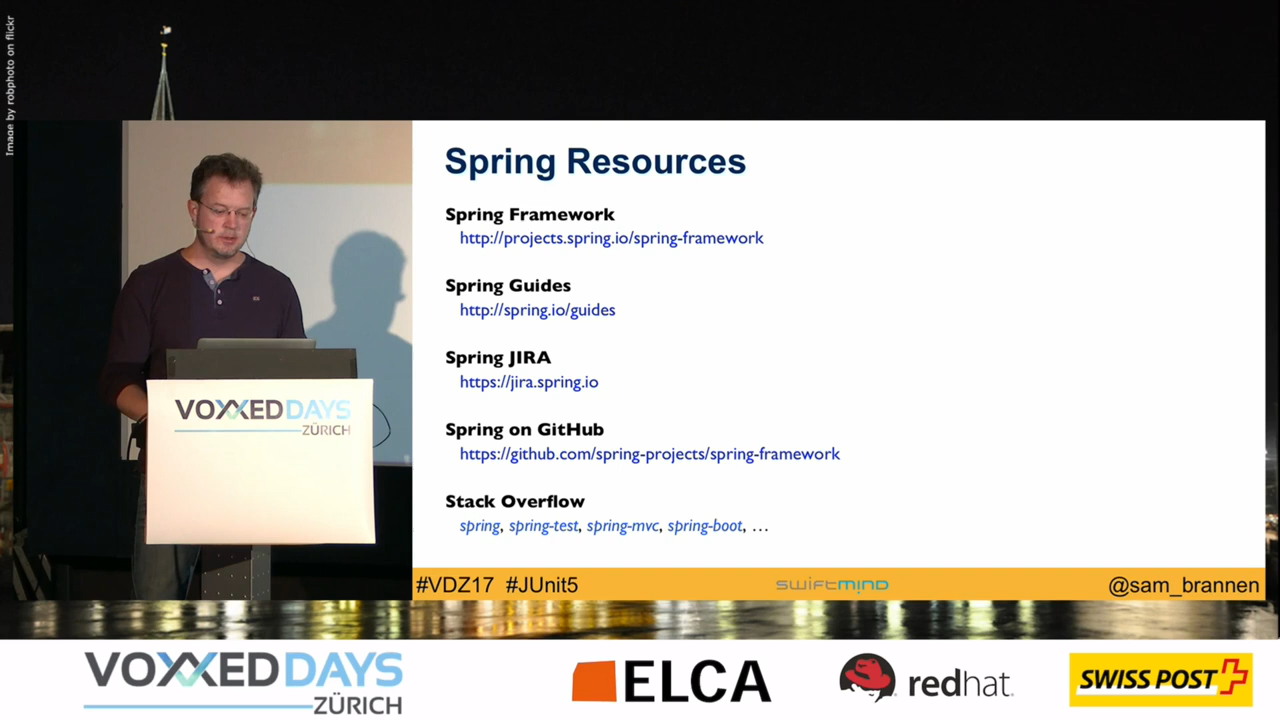 Image by robphoto on flickr
Spring Resources
Spring Framework
http://projects.spring.io/spring-framework
Spring Guides
http://spring.io/guides
Spring JIRA
https://jira.spring.io
Spring on GitHub
https://github.com/spring-projects/spring-framework
Stack Overflow
spring, spring-test, spring-mvc, spring-boot, …
VOXXED DAYS
ZÜRICH
#VDZ17 #JUnit5
swiftmind
@sam_brannen
VOXXED DAYS
ZÜRICH
ELCA
redhat.
SWISS POST